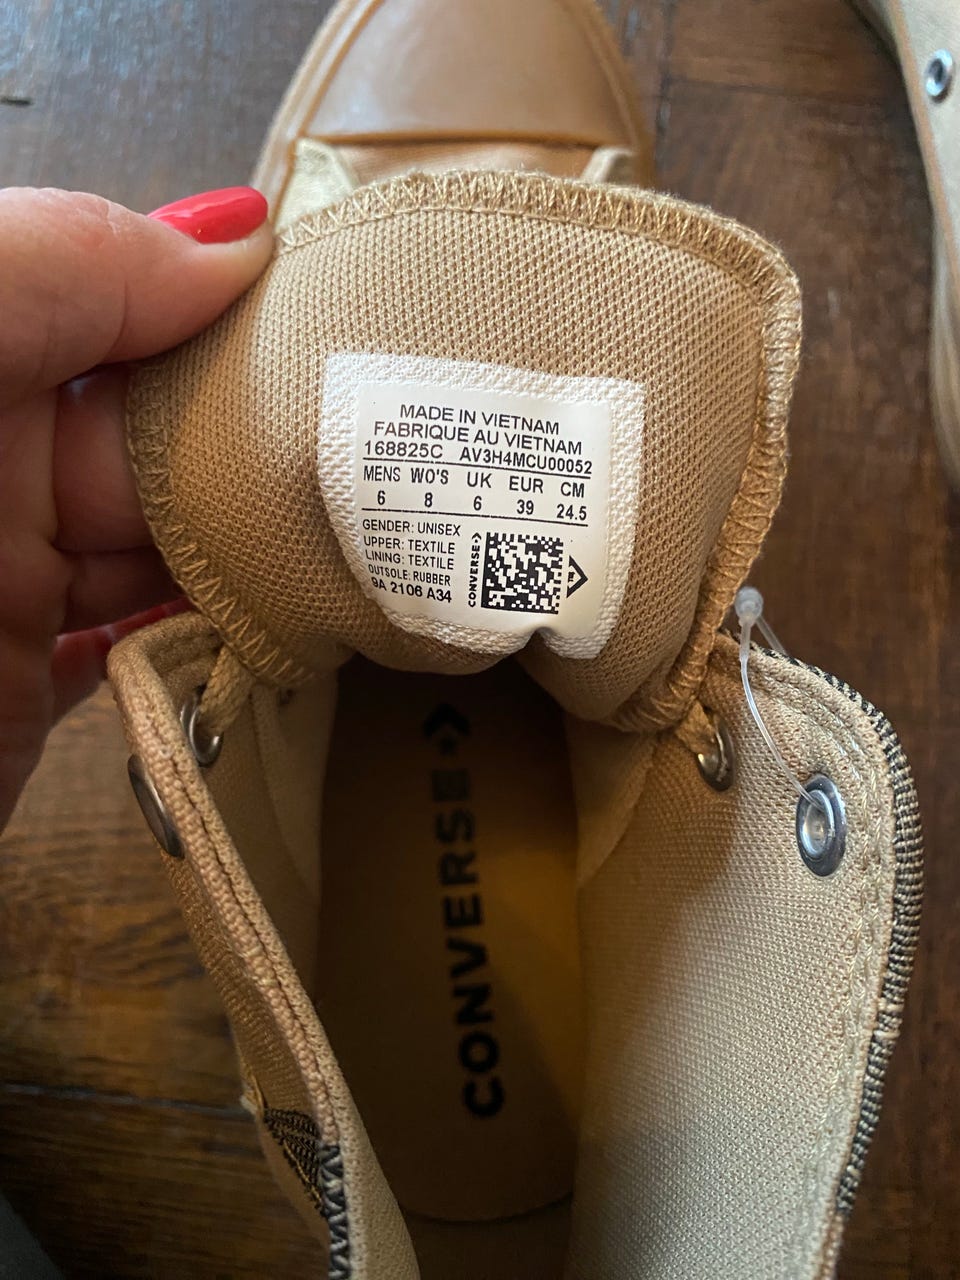 MADE IN VIETNAM
FABRIQUE AU VIETNAM
168825C AV3H4MCU00052
MENS WO'S UK EUR CM
6 8 6 39 24.5
GENDER: UNISEX
UPPER: TEXTILE
LINING: TEXTILE
OUTSOLE: RUBBER
9A 2106 A34
CONVERSE
CONVERSE